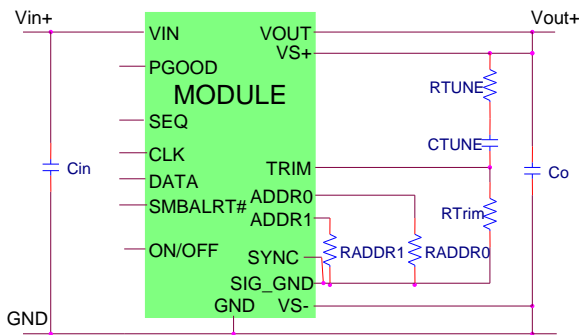 Vin+
Vout+
VIN
VOUT
VS+
PGOOD
RTUNE
MODULE
SEQ
CTUNE
CLK
TRIM
Cin
Co
DATA
ADDR0
SMBALRT#
RTrim
ADDR1
ON/OFF
SYNC
RADDR1
RADDR0
SIG_GND
GND
GND
VS-